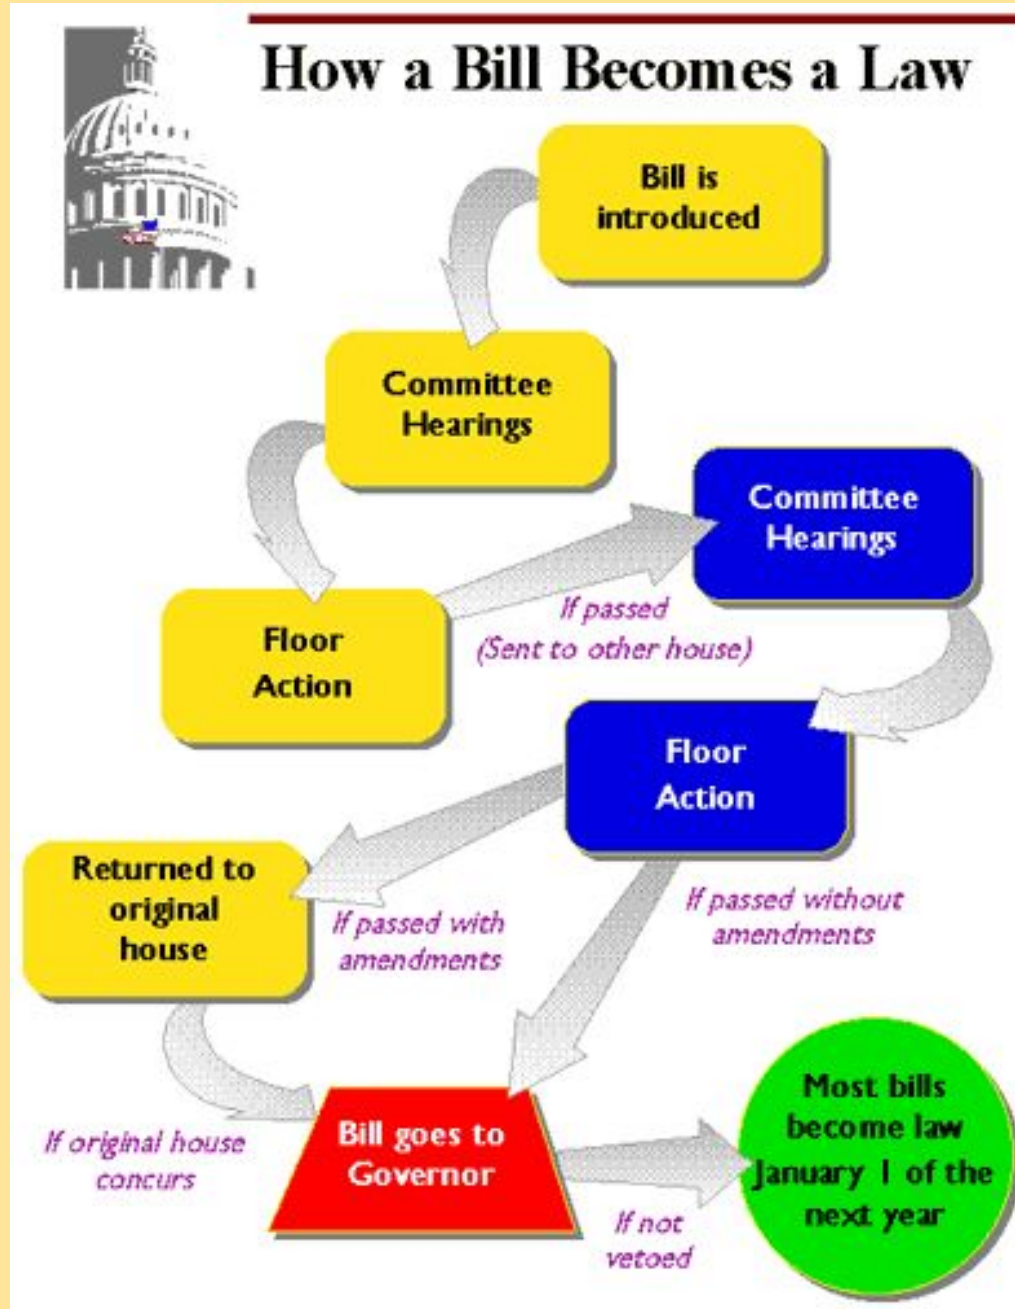 How a Bill Becomes a Law
Bill is
introduced
Committee
Hearings
Committee
Hearings
If passed
(Sent to other house)
Floor
Action
Floor
Action
Returned to
original
house
If passed with
amendments
If passed without
amendments
If original house
concurs
Bill goes to
Governor
If not
vetoed
Most bills
become law
January 1 of the
next year